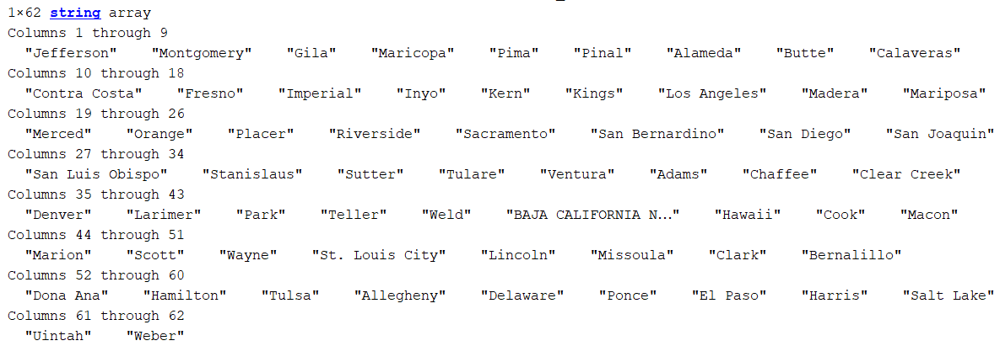 1×62 string array
Columns 1 through 9
"Jefferson" "Montgomery" "Gila" "Maricopa" "Pima" "Pinal" "Alameda" "Butte" "Calaveras"
Columns 10 through 18
"Contra Costa" "Fresno" "Imperial" "Inyo" "Kern" "Kings" "Los Angeles" "Madera" "Mariposa"
Columns 19 through 26
"Merced" "Orange" "Placer" "Riverside" "Sacramento" "San Bernardino" "San Diego" "San Joaquin"
Columns 27 through 34
"San Luis Obispo" "Stanislaus" "Sutter" "Tulare" "Ventura" "Adams" "Chaffee" "Clear Creek"
Columns 35 through 43
"Denver" "Larimer" "Park" "Teller" "Weld" "BAJA CALIFORNIA N…" "Hawaii" "Cook" "Macon"
Columns 44 through 51
"Marion" "Scott" "Wayne" "St. Louis City" "Lincoln" "Missoula" "Clark" "Bernalillo"
Columns 52 through 60
"Dona Ana" "Hamilton" "Tulsa" "Allegheny" "Delaware" "Ponce" "El Paso" "Harris" "Salt Lake"
Columns 61 through 62
"Uintah" "Weber"